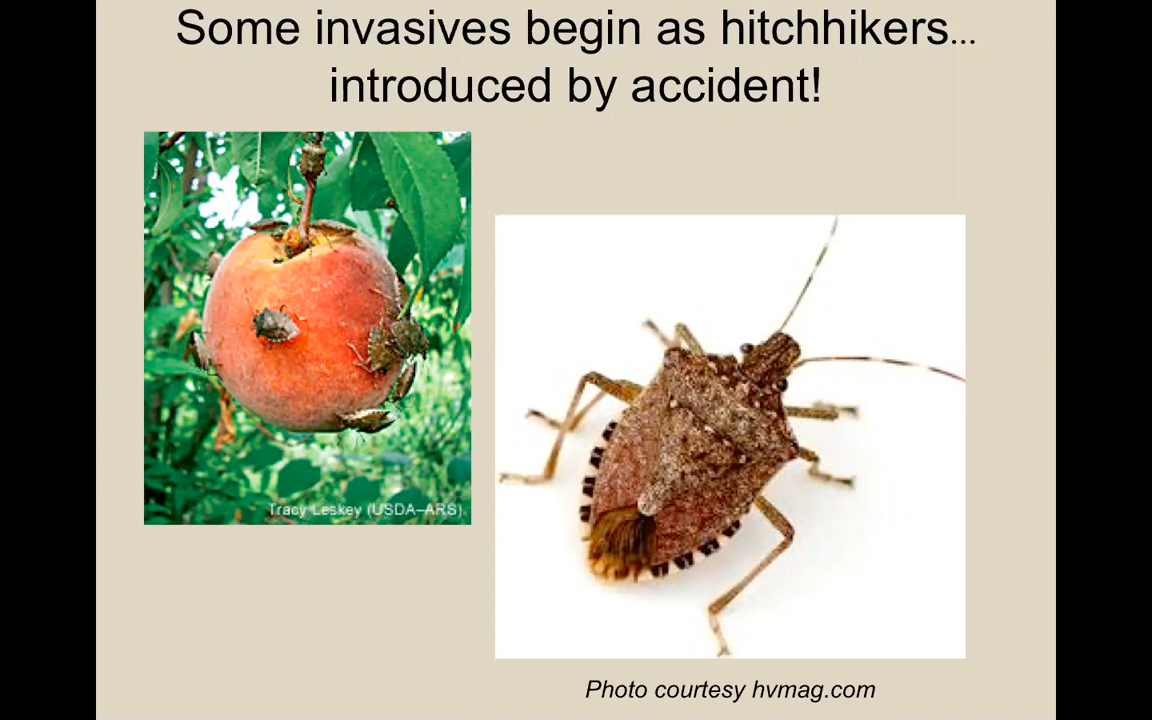 Some invasives begin as hitchhikers...
introduced by accident!
Tracy Leskey (USDA–ARS)
Photo courtesy hvmag.com